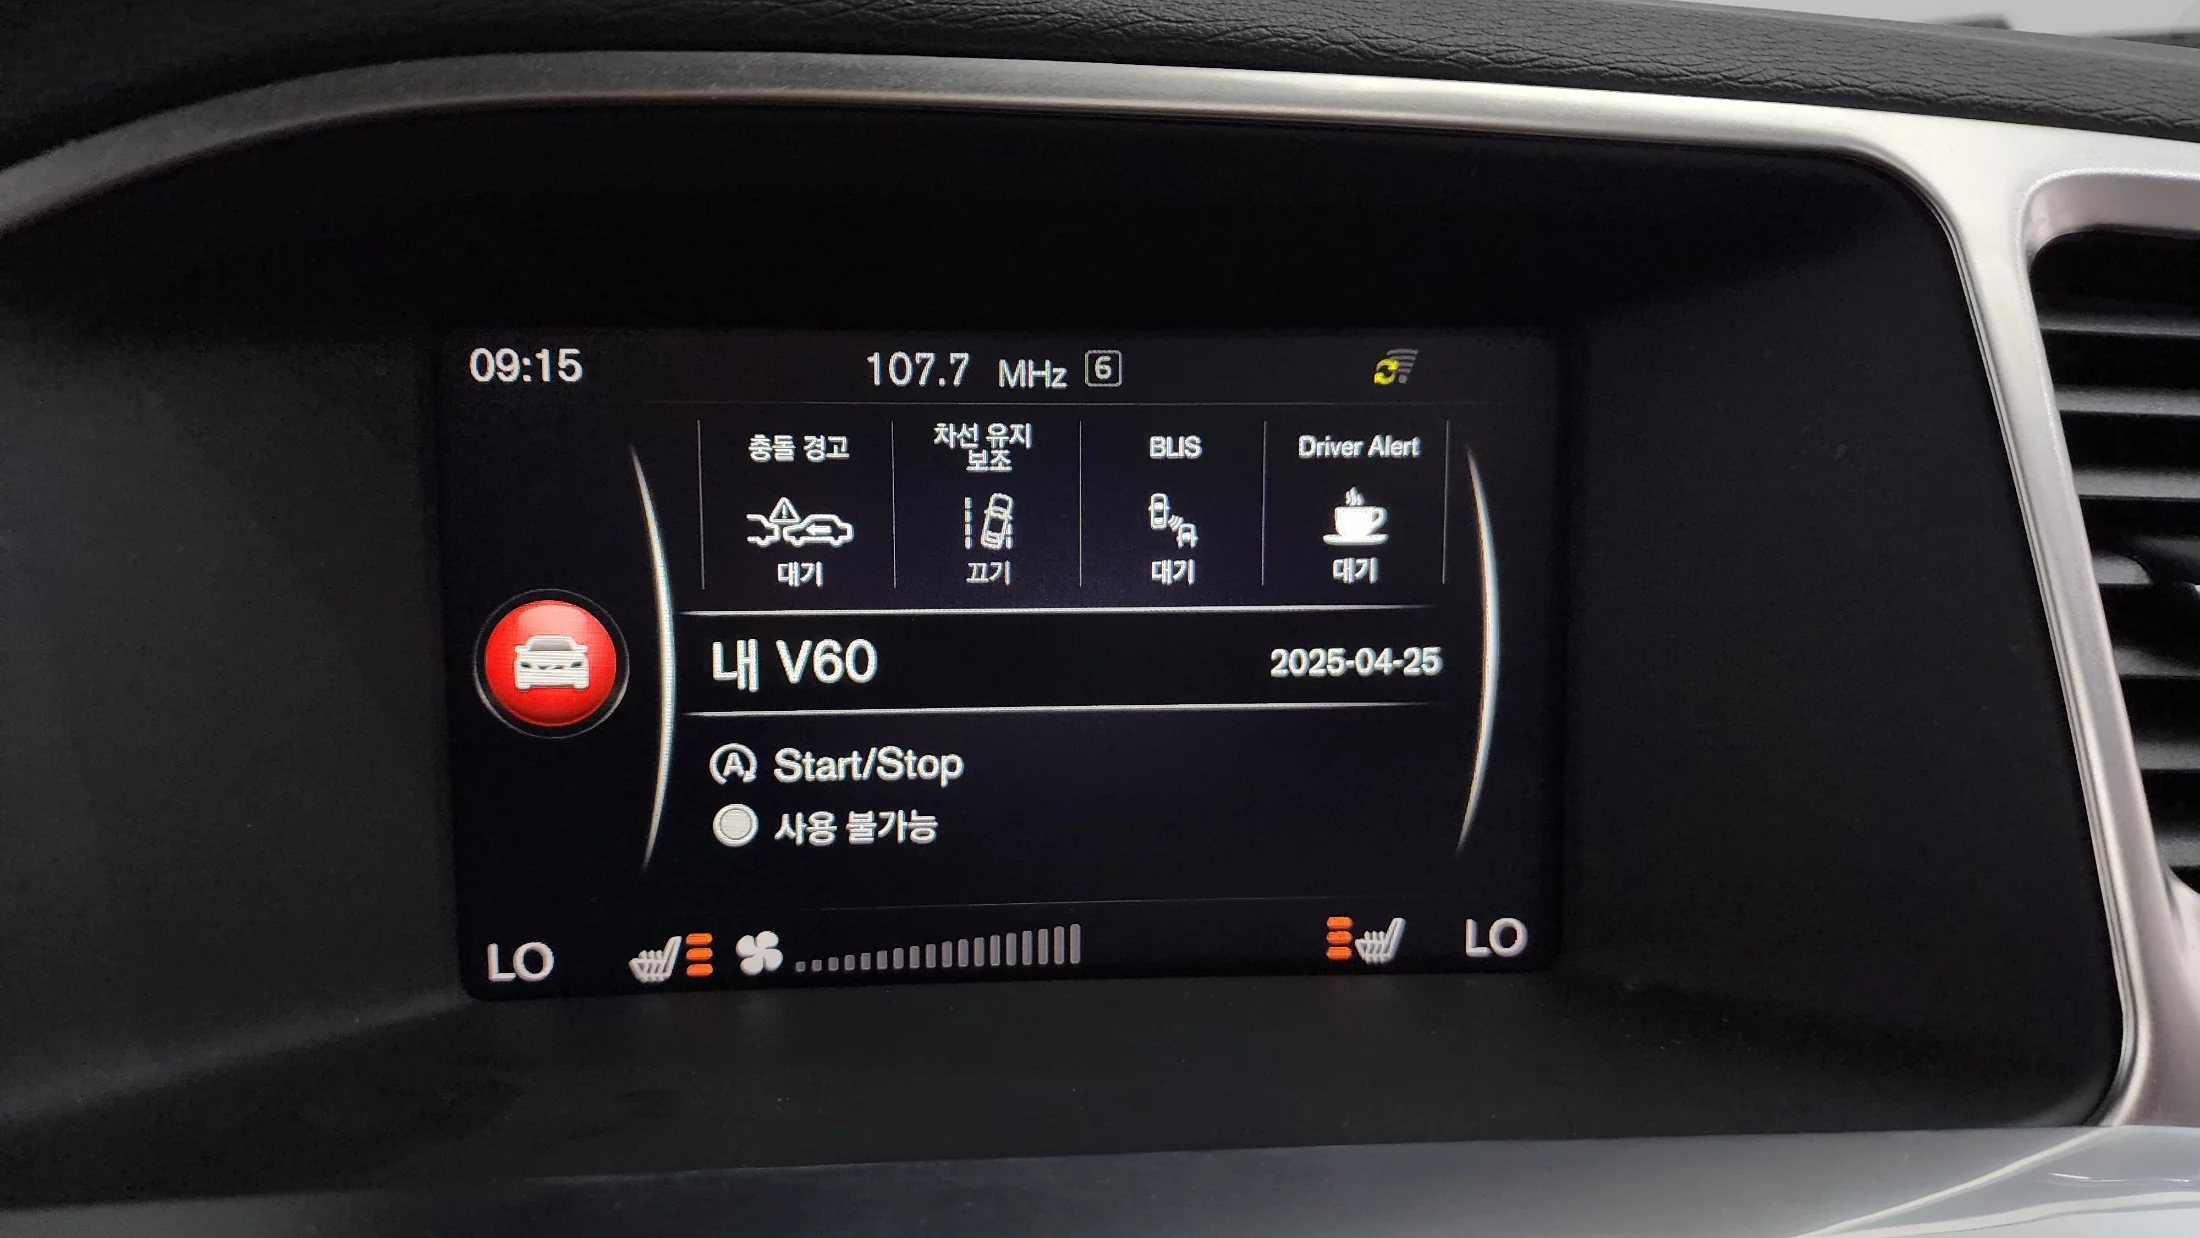 09:15
107.7 MHz 6
충돌 경고
차선 유지
보조
BLIS
Driver Alert
대기
끄기
대기
대기
내 V60
2025-04-25
A Start/Stop
사용 불가능
LO
LO